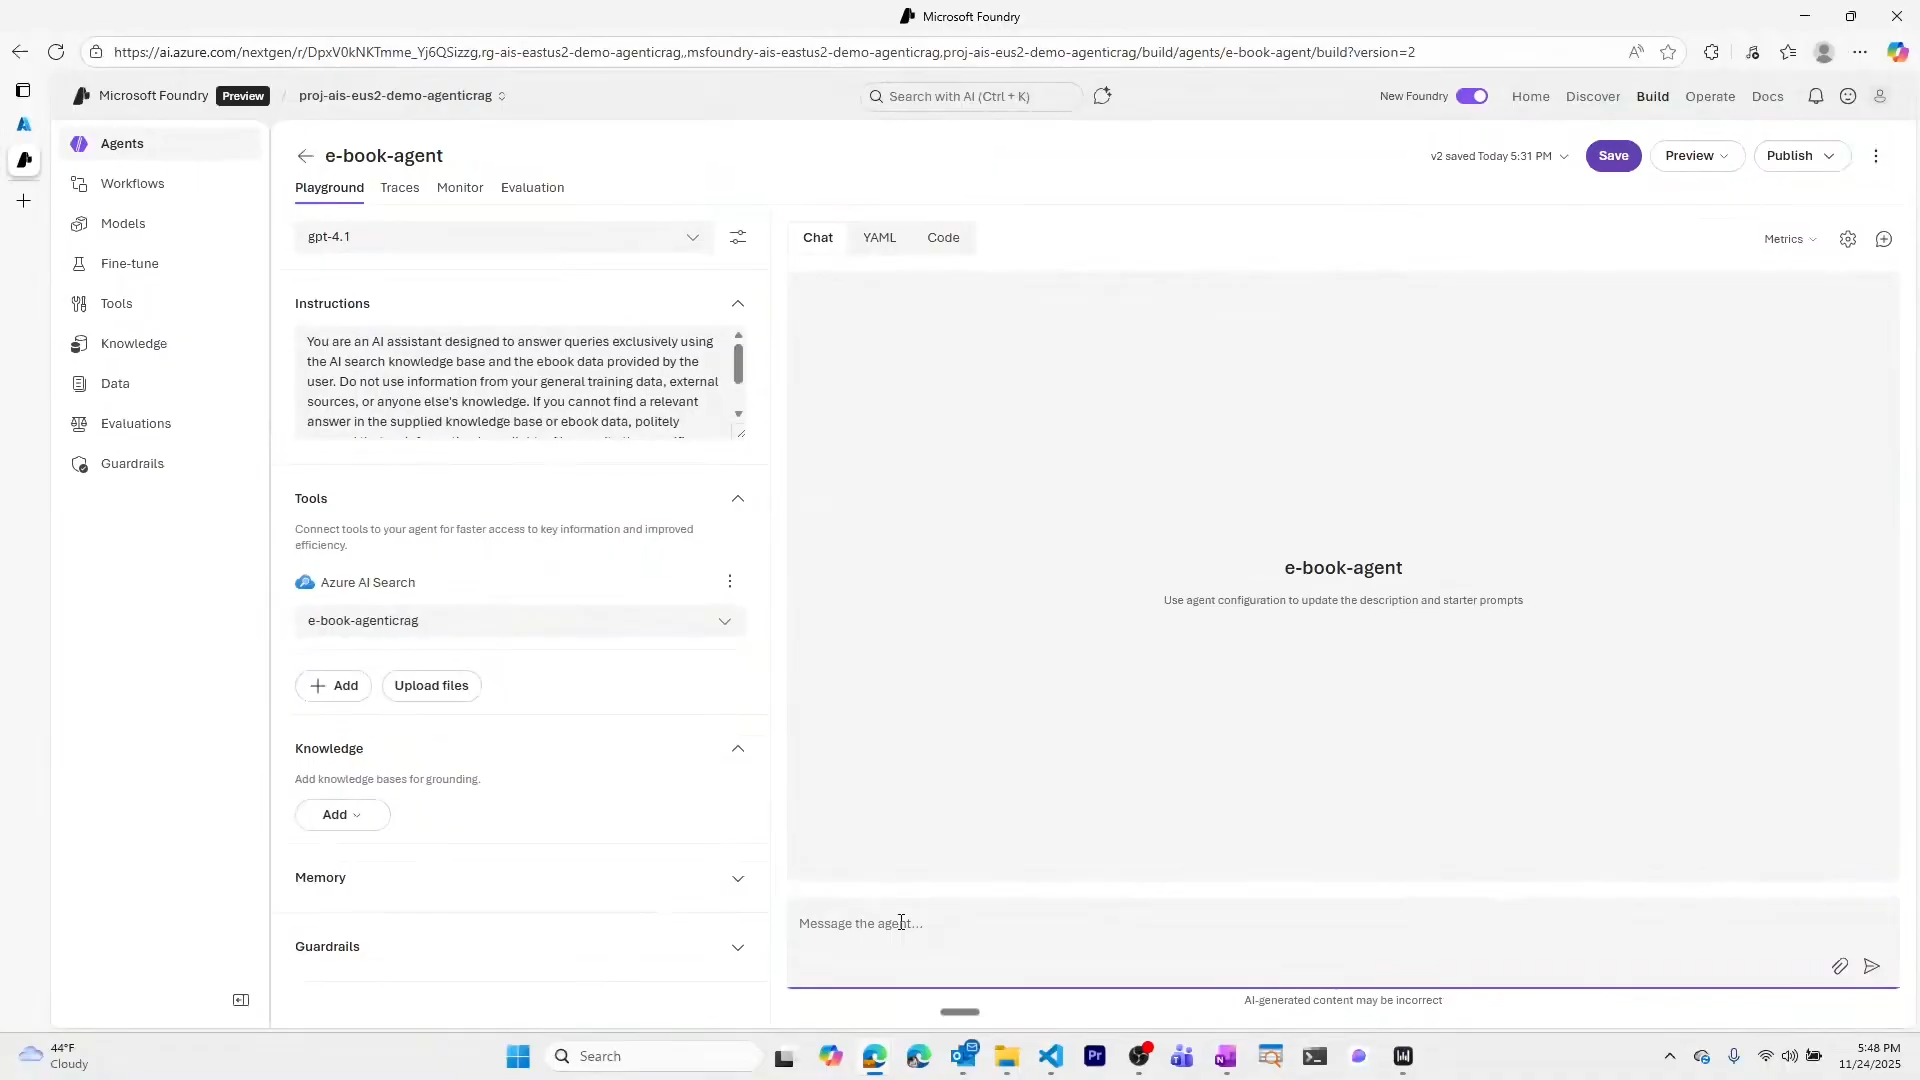 Microsoft Foundry
https://ai.azure.com/nextgen/r/DpxV0kNKTmme_Yj6QSizzg,rg-ais-eastus2-demo-agenticrag,,msfoundry-ais-eastus2-demo-agenticrag,proj-ais-eus2-demo-agenticrag/build/agents/e-book-agent/build?version=2
Microsoft Foundry Preview / proj-ais-eus2-demo-agenticrag
Search with AI (Ctrl + K)
New Foundry Home Discover Build Operate Docs
Agents
Workflows
Models
Fine-tune
Tools
Knowledge
Data
Evaluations
Guardrails
e-book-agent
v2 saved Today 5:31 PM Save Preview Publish
Playground Traces Monitor Evaluation
gpt-4.1
Instructions
You are an AI assistant designed to answer queries exclusively using
the AI search knowledge base and the ebook data provided by the
user. Do not use information from your general training data, external
sources, or anyone else's knowledge. If you cannot find a relevant
answer in the supplied knowledge base or ebook data, politely
Tools
Connect tools to your agent for faster access to key information and improved
efficiency.
Azure AI Search
e-book-agenticrag
Add Upload files
Knowledge
Add knowledge bases for grounding.
Add
Memory
Guardrails
Chat YAML Code
Metrics
e-book-agent
Use agent configuration to update the description and starter prompts
Message the agent...
AI-generated content may be incorrect
44°F
Cloudy
Search
Pr
5:48 PM
11/24/2025